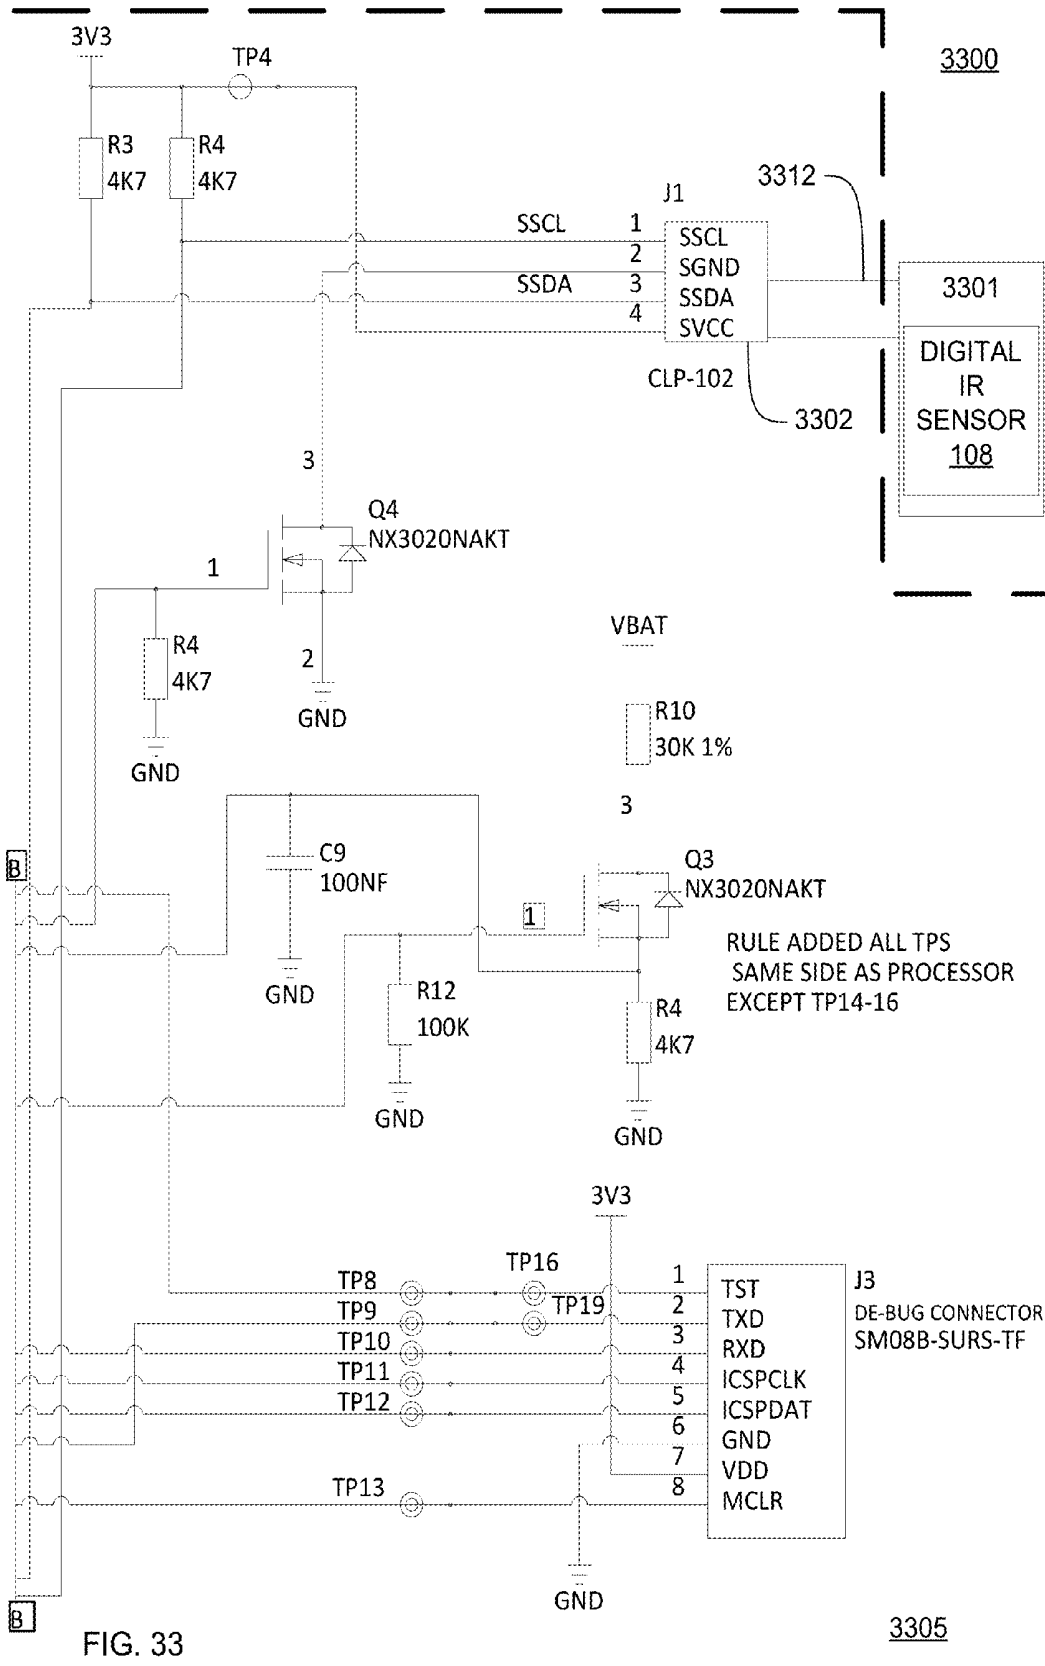 3V3
TP4
3300
R3
4K7
R4
4K7
3312
J1
SSCL
1
SSCL
2
SGND
SSDA
3
SSDA
4
SVCC
3301
DIGITAL
IR
SENSOR
108
CLP-102
3302
3
Q4
NX3020NAKT
1
R4
4K7
2
GND
GND
VBAT
R10
30K 1%
3
B
C9
100NF
Q3
NX3020NAKT
1
GND
RULE ADDED ALL TPS
SAME SIDE AS PROCESSOR
EXCEPT TP14-16
R12
100K
R4
4K7
GND
GND
3V3
TP8
TP16
1
TST
J3
TP9
TP19
2
TXD
DE-BUG CONNECTOR
TP10
3
RXD
SM08B-SURS-TF
TP11
4
ICSPCLK
TP12
5
ICSPDAT
6
GND
7
VDD
TP13
8
MCLR
GND
B
FIG. 33
3305